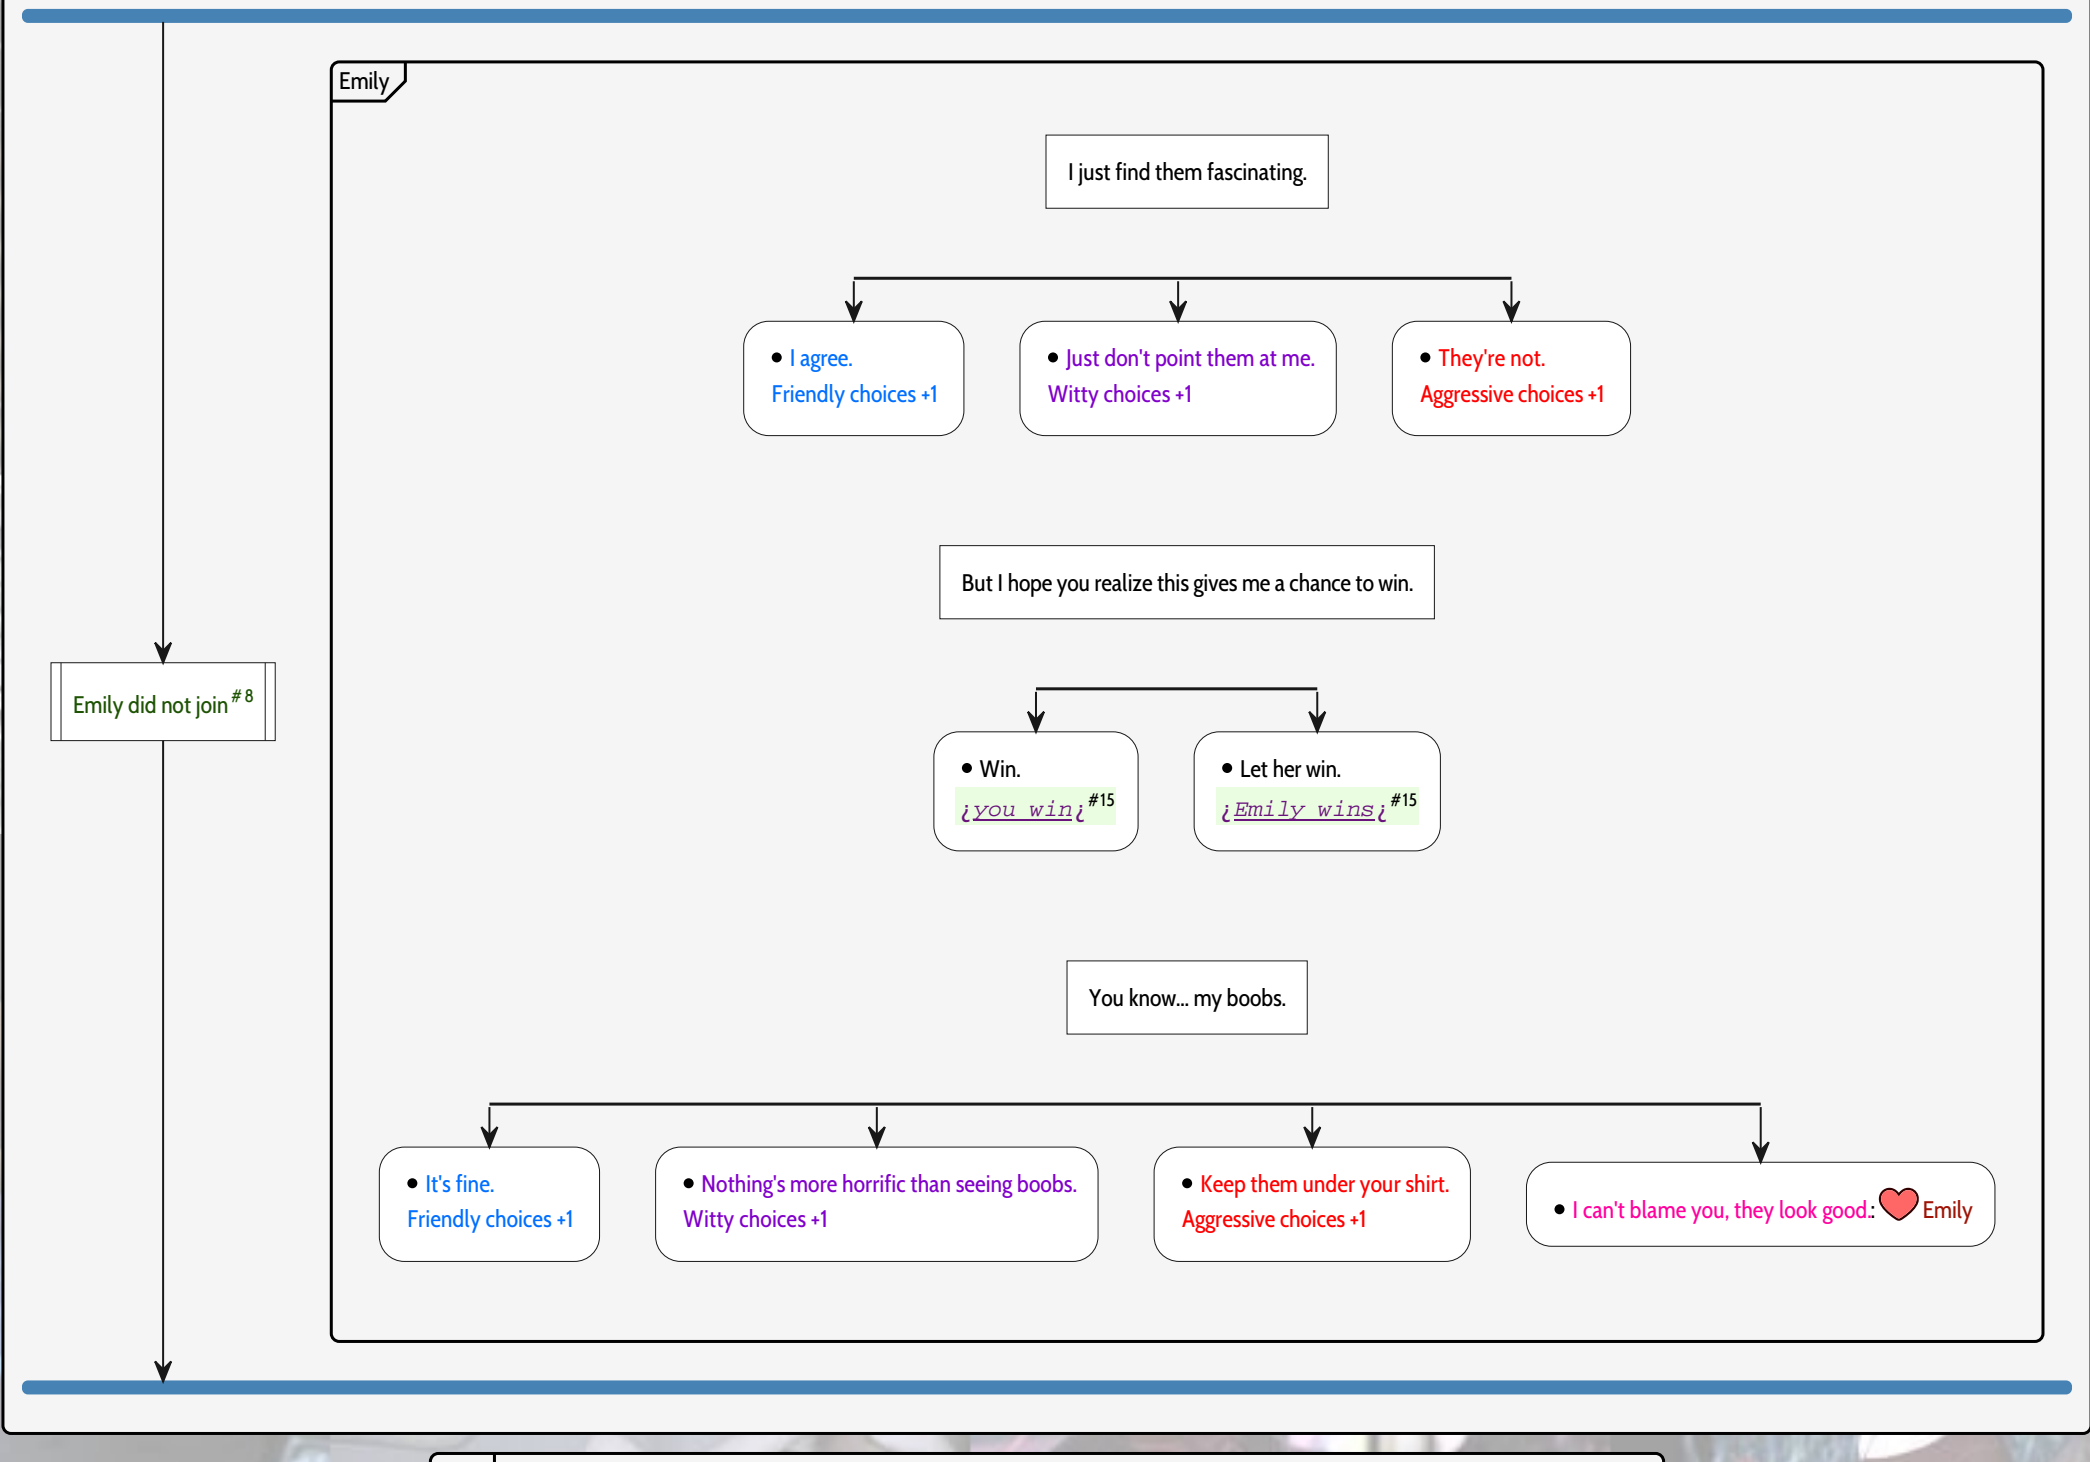 Emily
I just find them fascinating.
• I agree.
Friendly choices +1
• Just don't point them at me.
Witty choices +1
• They're not.
Aggressive choices +1
But I hope you realize this gives me a chance to win.
Emily did not join # 8
• Win.
¿you win¿ #15
• Let her win.
¿Emily wins¿ #15
You know... my boobs.
• It's fine.
Friendly choices +1
• Nothing's more horrific than seeing boobs.
Witty choices +1
• Keep them under your shirt.
Aggressive choices +1
• I can't blame you, they look good.: Emily